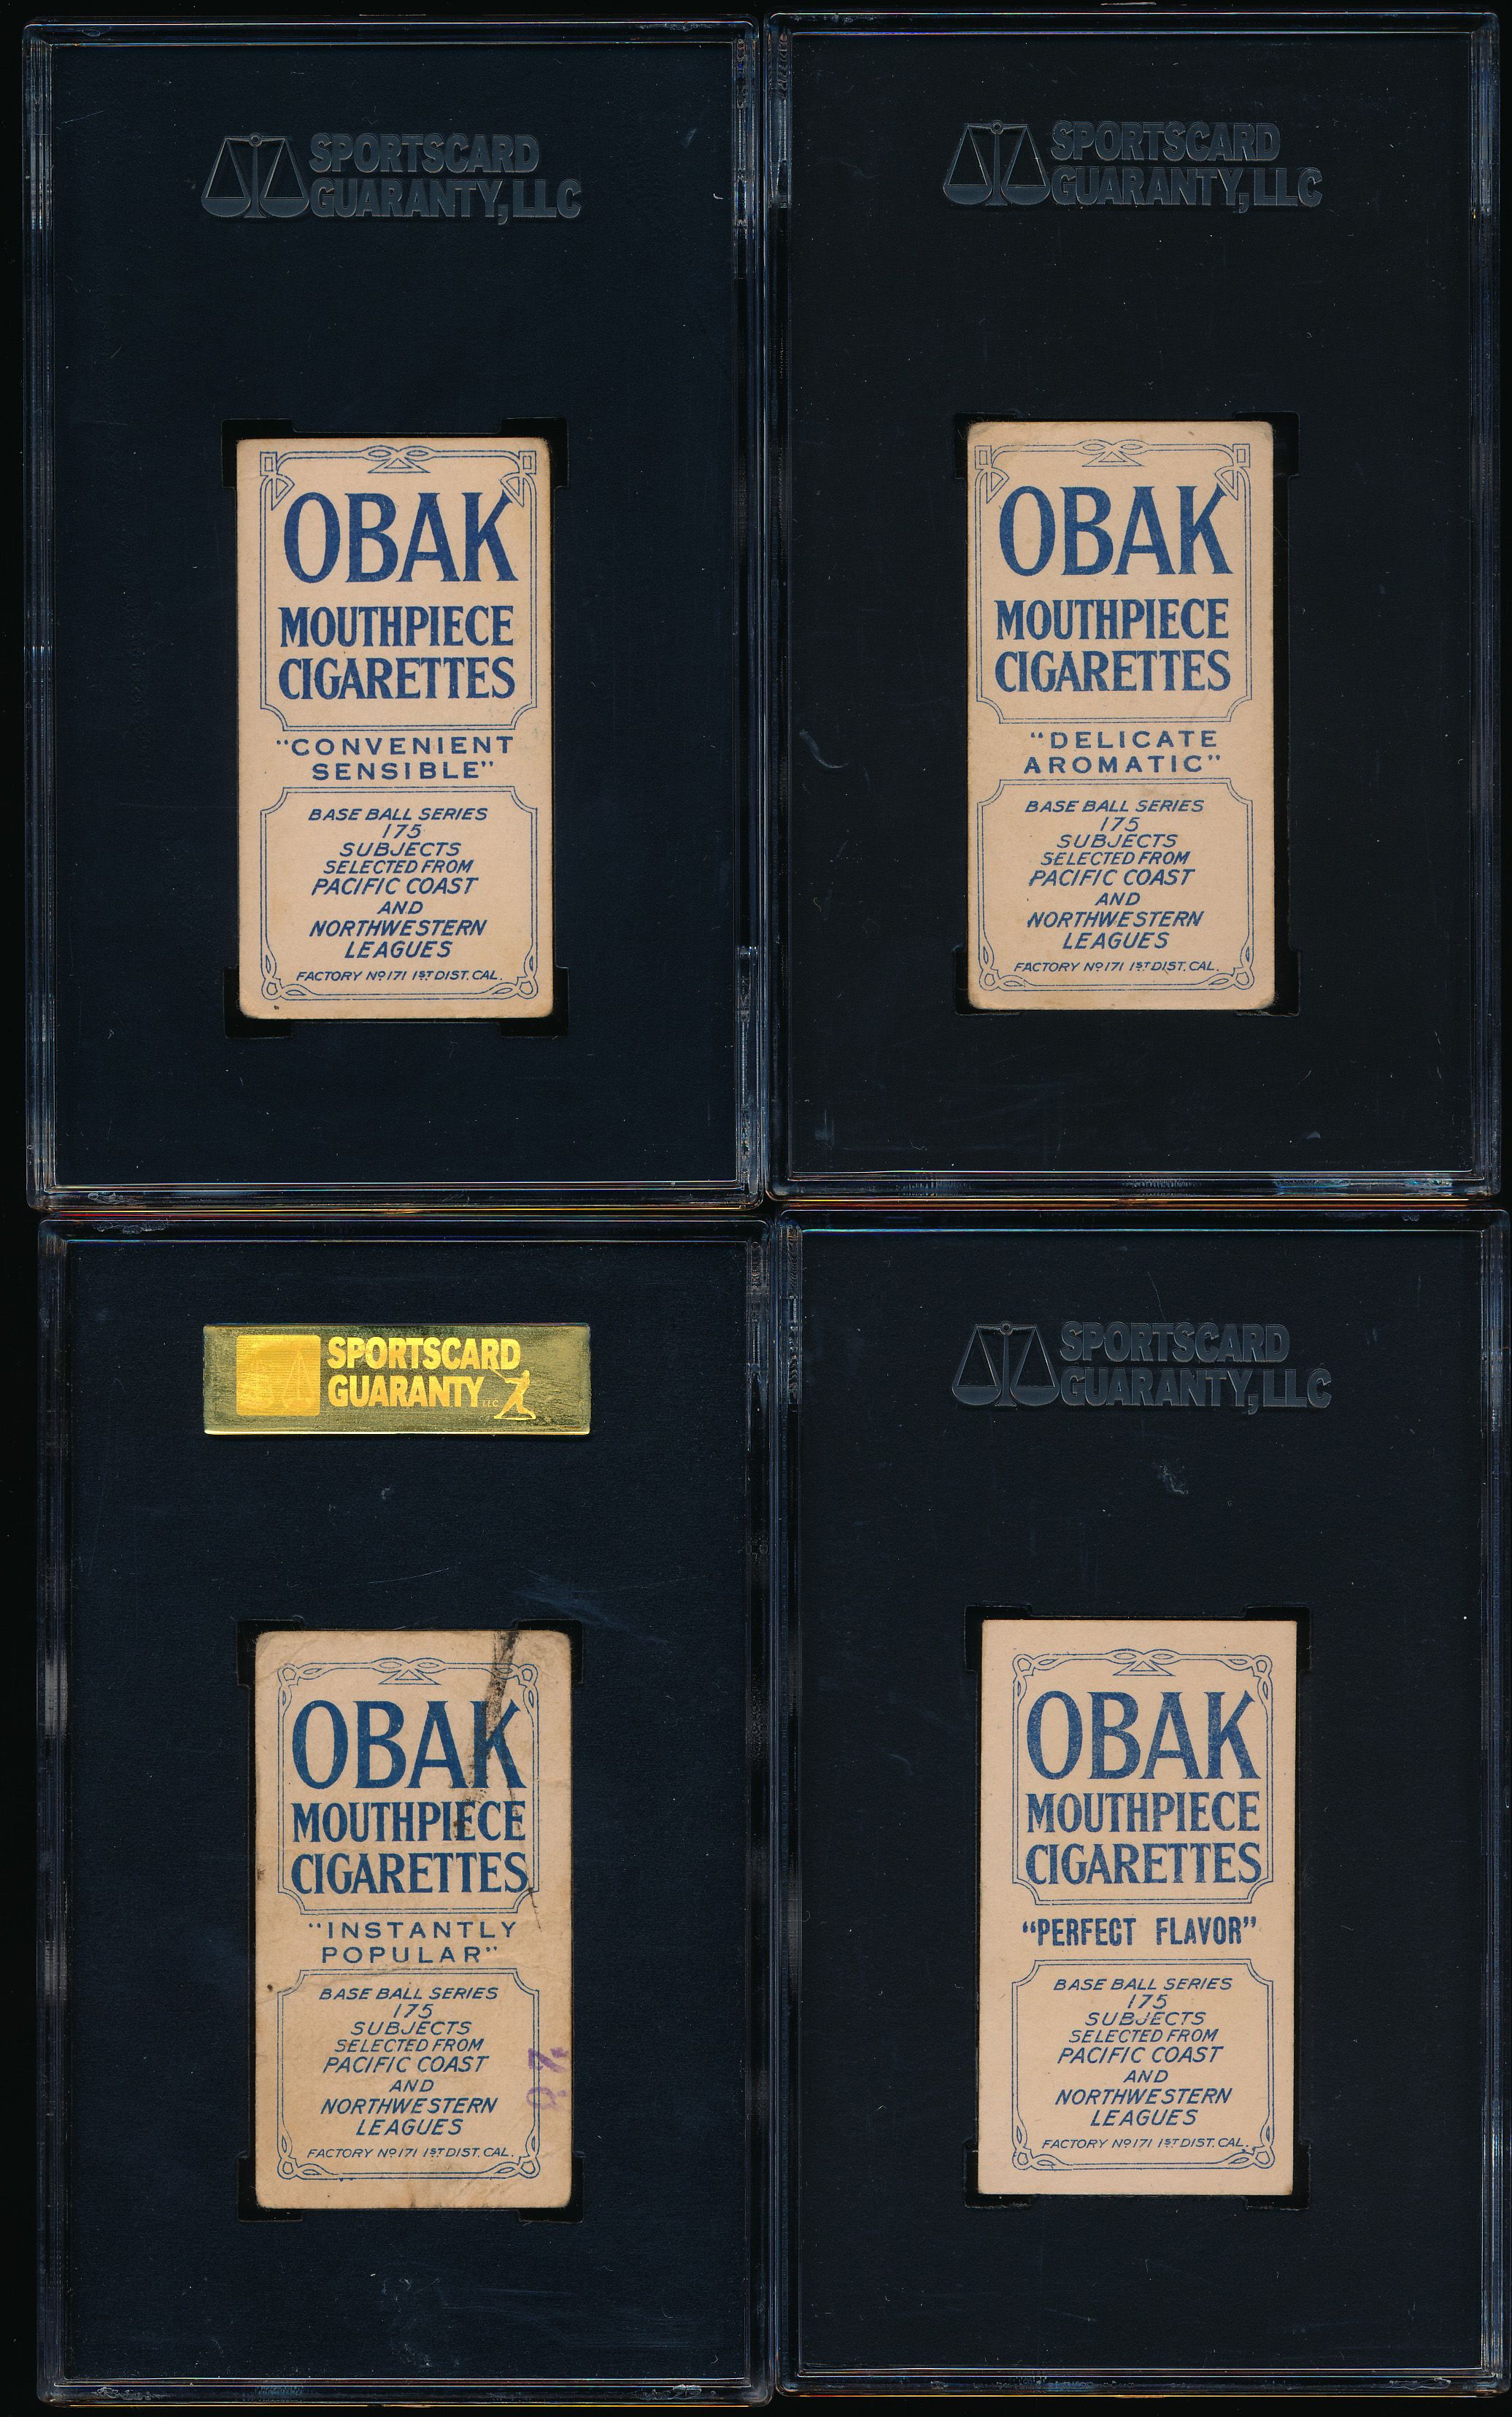 SPORTSCARD
GUARANTY, LLC
OBAK
MOUTHPIECE
CIGARETTES
"CONVENIENT
SENSIBLE"
BASE BALL SERIES
175
SUBJECTS
SELECTED FROM
PACIFIC COAST
AND
NORTHWESTERN
LEAGUES
FACTORY No 171 1ST DIST. CAL.
SPORTSCARD
GUARANTY, LLC
OBAK
MOUTHPIECE
CIGARETTES
"DELICATE
AROMATIC"
BASE BALL SERIES
175
SUBJECTS
SELECTED FROM
PACIFIC COAST
AND
NORTHWESTERN
LEAGUES
FACTORY No 171 1ST DIST. CAL.
SPORTSCARD
GUARANTY LLC
OBAK
MOUTHPIECE
CIGARETTES
"INSTANTLY
POPULAR"
BASE BALL SERIES
175
SUBJECTS
SELECTED FROM
PACIFIC COAST
AND
NORTHWESTERN
LEAGUES
FACTORY No 171 1ST DIST. CAL.
SPORTSCARD
GUARANTY, LLC
OBAK
MOUTHPIECE
CIGARETTES
"PERFECT FLAVOR"
BASE BALL SERIES
175
SUBJECTS
SELECTED FROM
PACIFIC COAST
AND
NORTHWESTERN
LEAGUES
FACTORY No 171 1ST DIST. CAL.